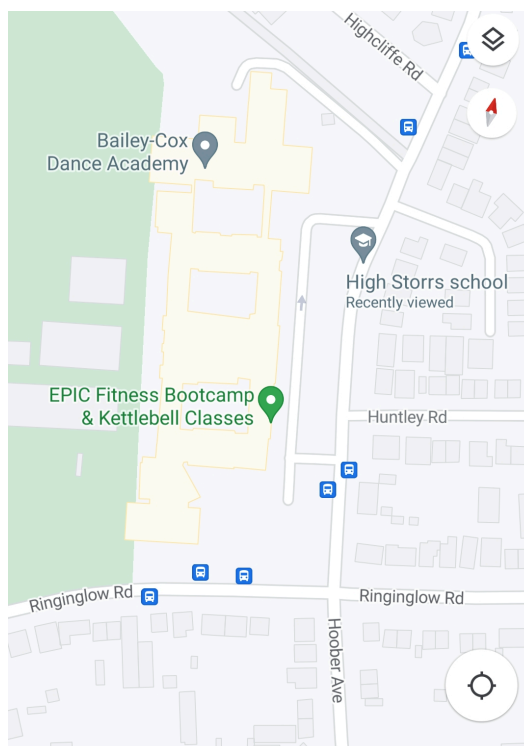 Highcliffe Rd
Bailey-Cox
Dance Academy
High Storrs school
Recently viewed
EPIC Fitness Bootcamp
& Kettlebell Classes
Huntley Rd
Ringinglow Rd
Ringinglow Rd
Hoober Ave